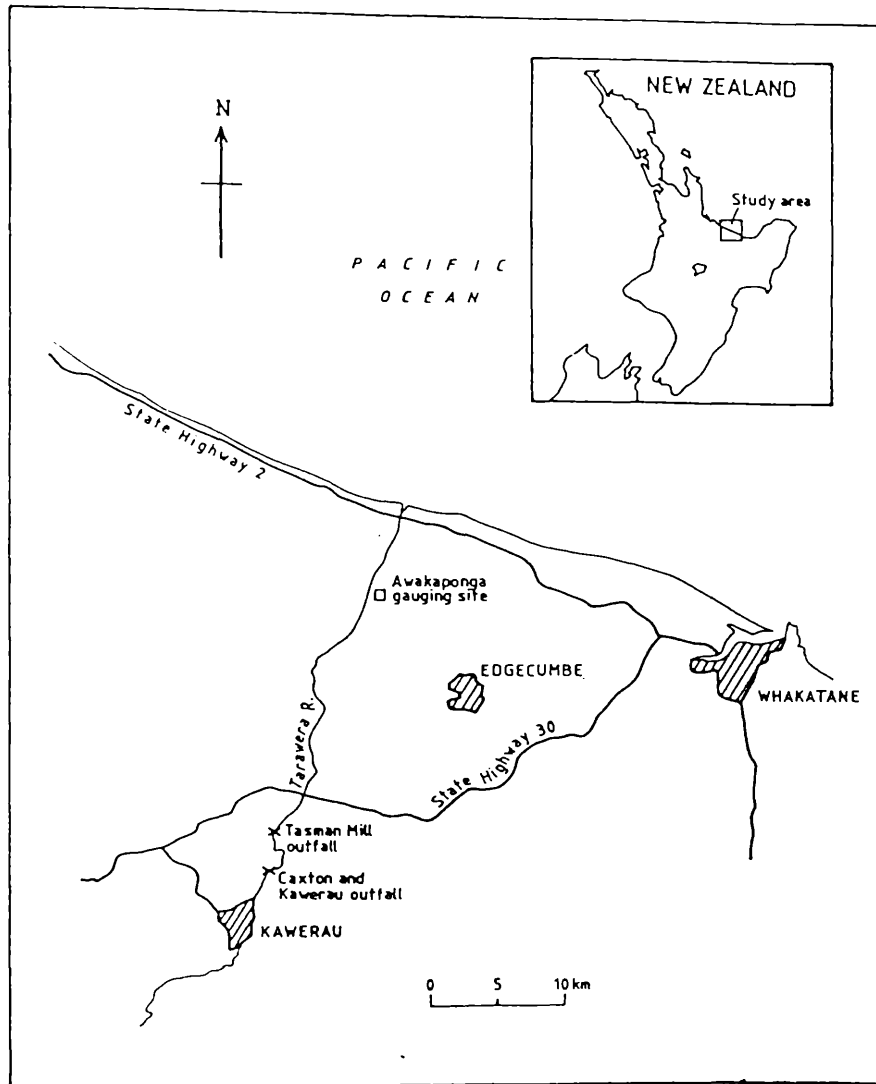 NEW ZEALAND
Study area
N
PACIFIC
OCEAN
State Highway 2
Awakaponga
gauging site
EDGECUMBE
WHAKATANE
Tarawera R.
State Highway 30
Tasman Mill
outfall
Caxton and
Kawerau outfall
KAWERAU
0 5 10 km